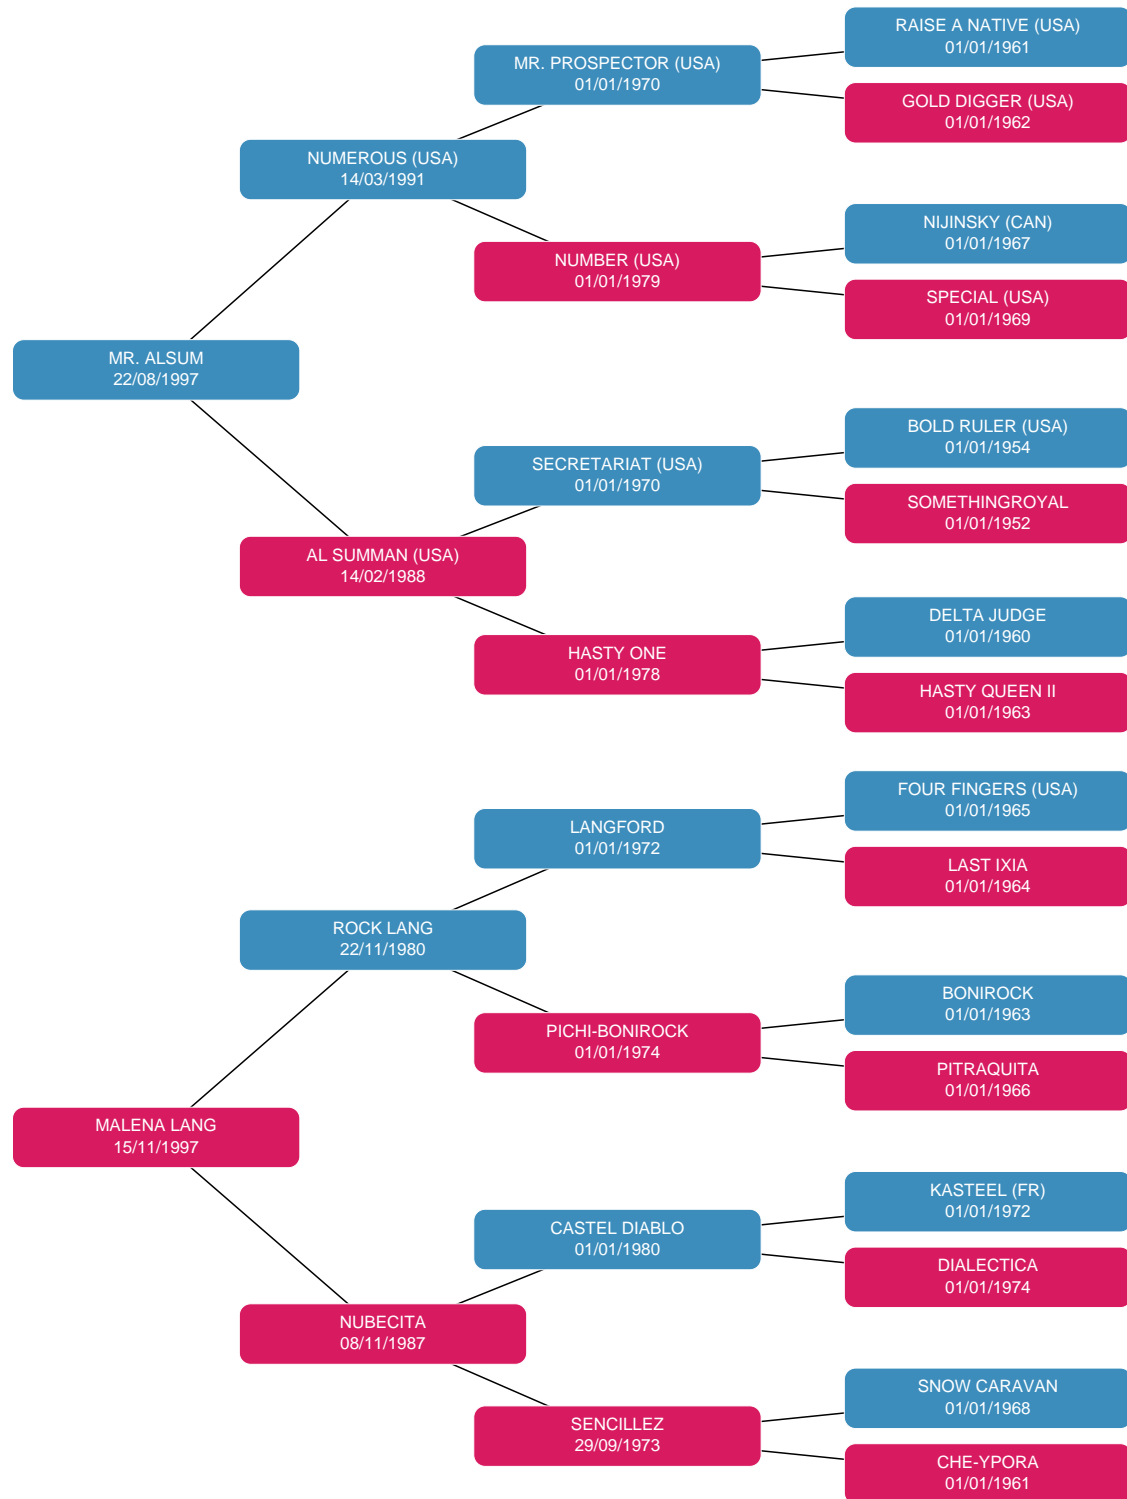 RAISE A NATIVE (USA)
01/01/1961
MR. PROSPECTOR (USA)
01/01/1970
GOLD DIGGER (USA)
01/01/1962
NUMEROUS (USA)
14/03/1991
NIJINSKY (CAN)
01/01/1967
NUMBER (USA)
01/01/1979
SPECIAL (USA)
01/01/1969
MR. ALSUM
22/08/1997
BOLD RULER (USA)
01/01/1954
SECRETARIAT (USA)
01/01/1970
SOMETHINGROYAL
01/01/1952
AL SUMMAN (USA)
14/02/1988
DELTA JUDGE
01/01/1960
HASTY ONE
01/01/1978
HASTY QUEEN II
01/01/1963
FOUR FINGERS (USA)
01/01/1965
LANGFORD
01/01/1972
LAST IXIA
01/01/1964
ROCK LANG
22/11/1980
BONIROCK
01/01/1963
PICHI-BONIROCK
01/01/1974
PITRAQUITA
01/01/1966
MALENA LANG
15/11/1997
KASTEEL (FR)
01/01/1972
CASTEL DIABLO
01/01/1980
DIALECTICA
01/01/1974
NUBECITA
08/11/1987
SNOW CARAVAN
01/01/1968
SENCILLEZ
29/09/1973
CHE-YPORA
01/01/1961